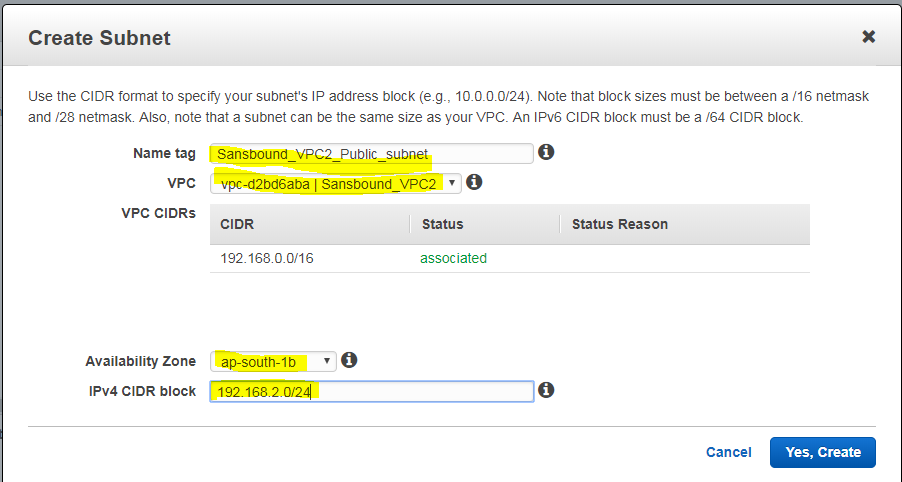 Create Subnet
Use the CIDR format to specify your subnet's IP address block (e.g., 10.0.0.0/24). Note that block sizes must be between a /16 netmask
and /28 netmask. Also, note that a subnet can be the same size as your VPC. An IPv6 CIDR block must be a /64 CIDR block.
Name tag Sansbound_VPC2_Public_subnet
VPC vpc-d2bd6aba | Sansbound_VPC2
VPC CIDRs CIDR Status Status Reason
192.168.0.0/16 associated
Availability Zone ap-south-1b
IPv4 CIDR block 192.168.2.0/24
Cancel Yes, Create